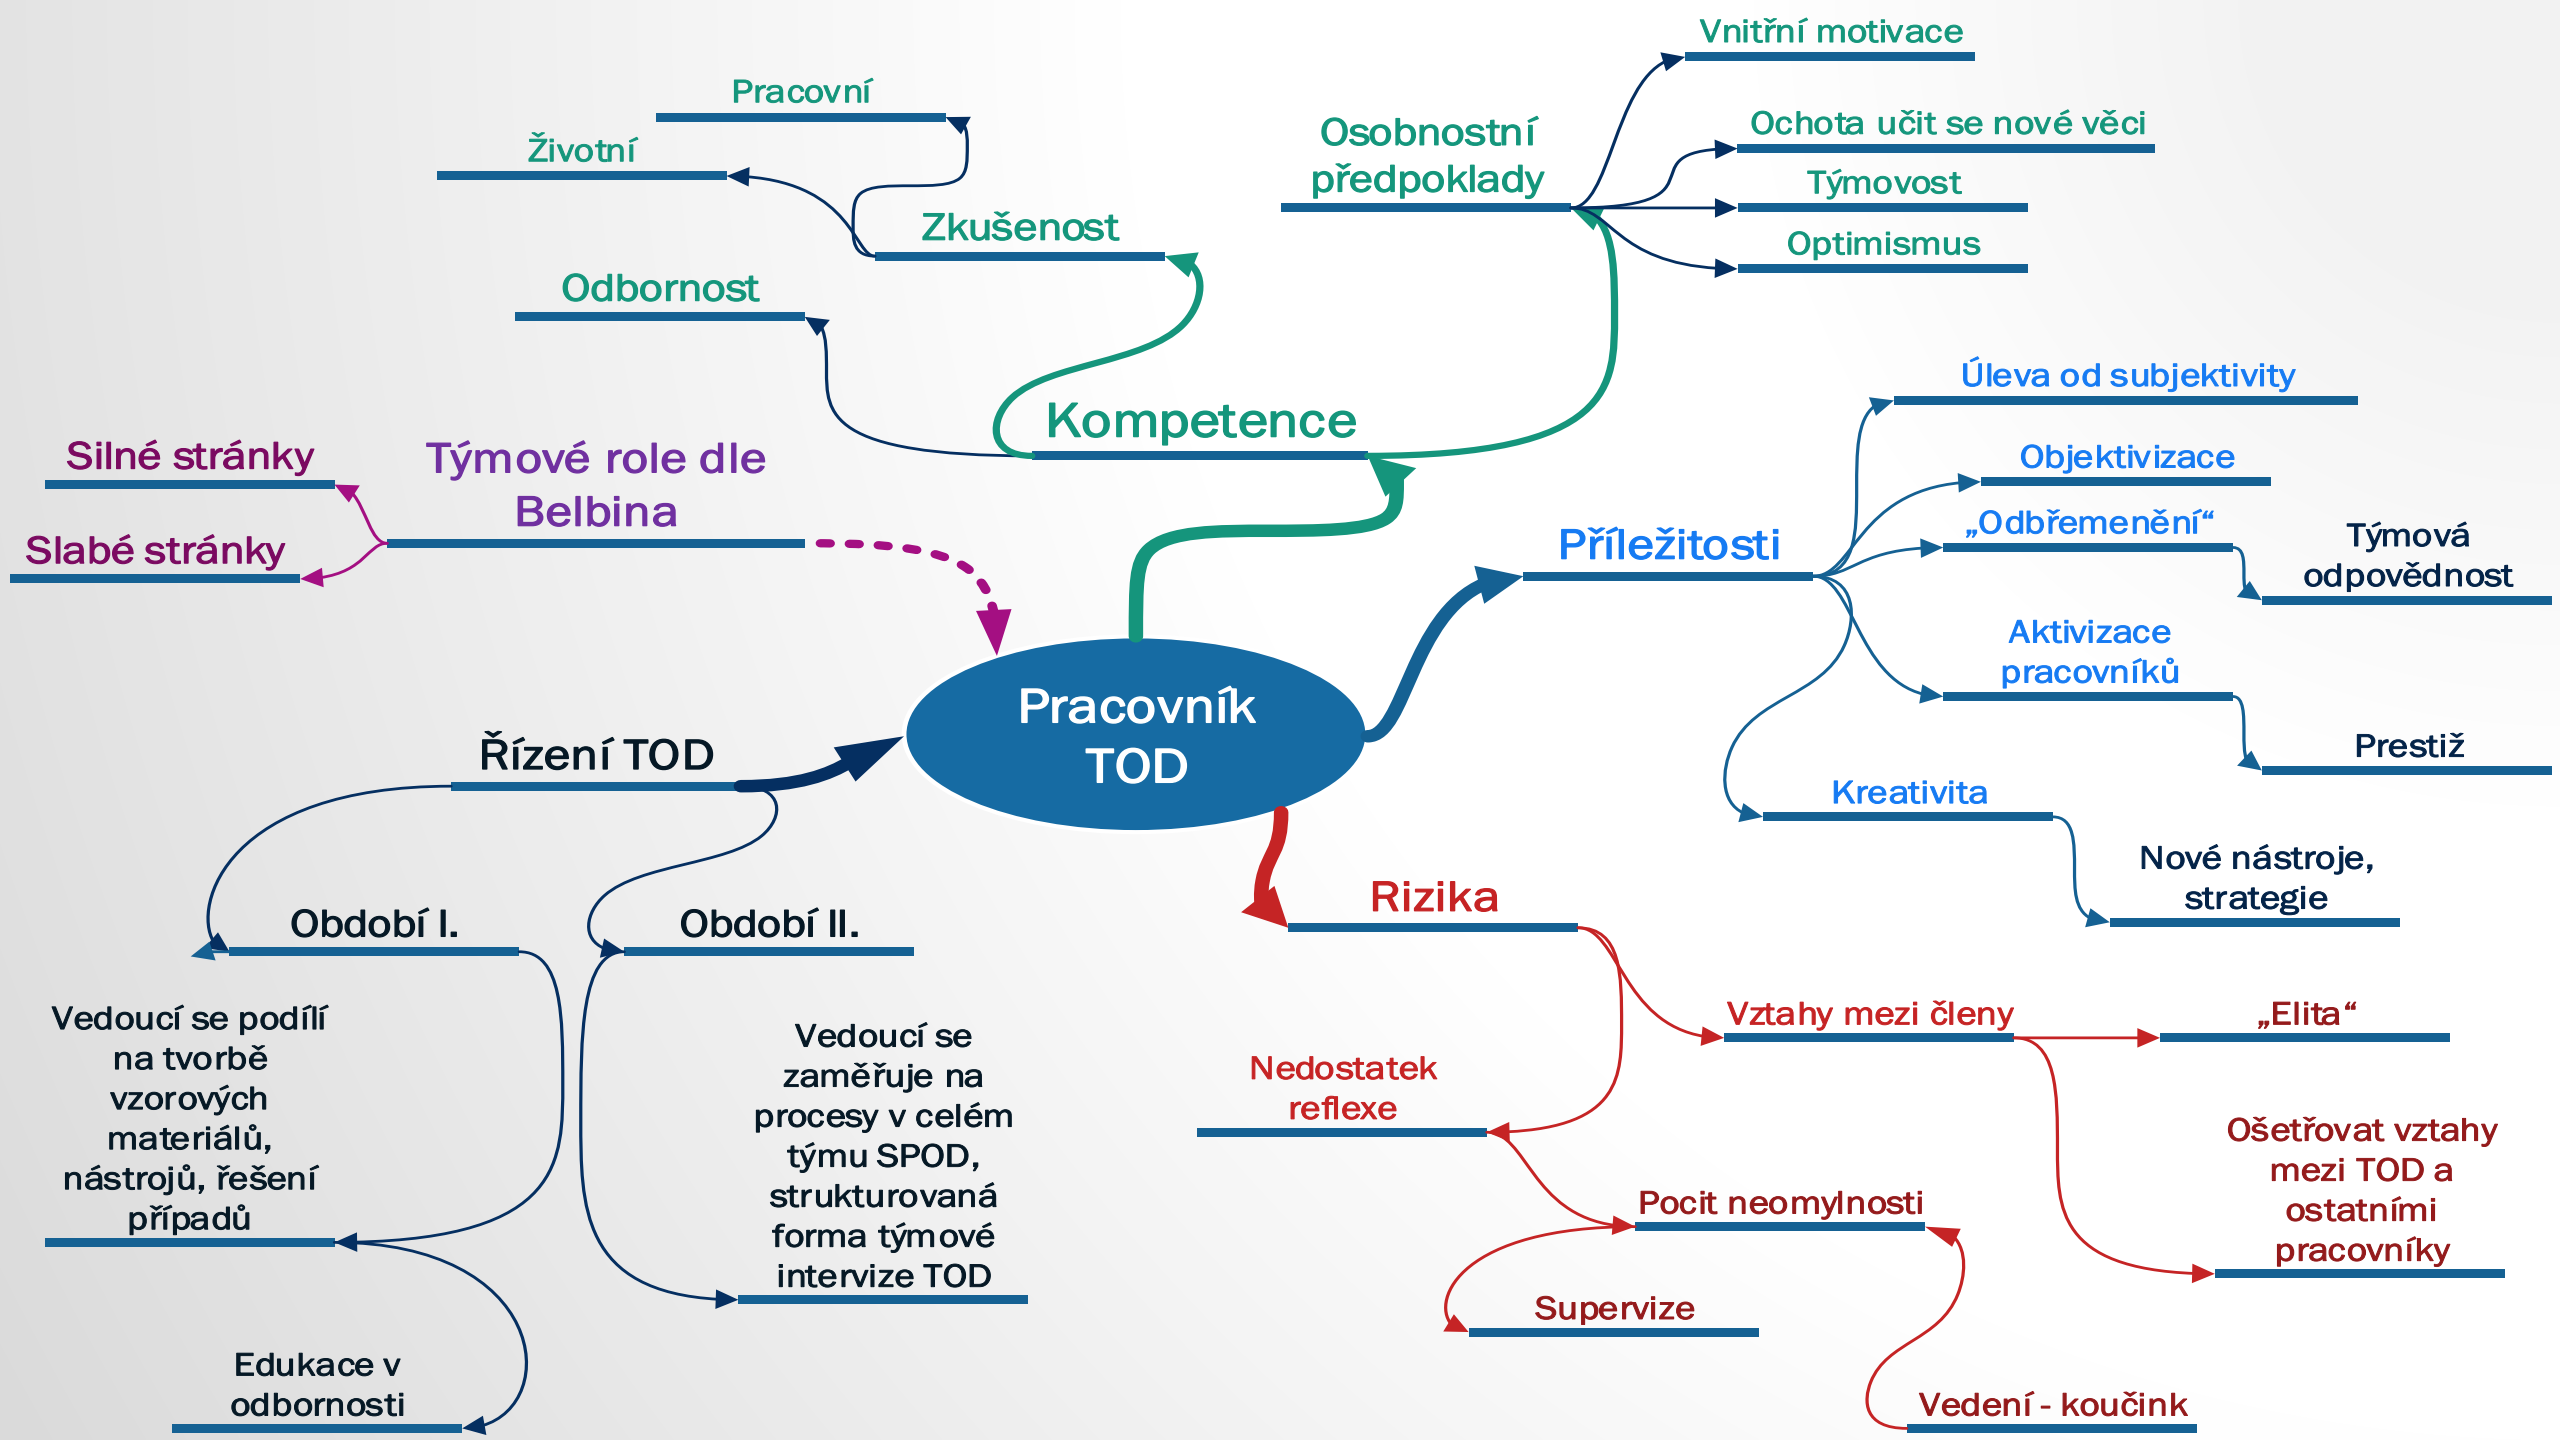 Vnitřní motivace
Pracovní
Ochota učit se nové věci
Osobnostní
předpoklady
Životní
Týmovost
Zkušenost
Optimismus
Odbornost
Úleva od subjektivity
Kompetence
Silné stránky
Týmové role dle
Belbina
Objektivizace
„Odbřemenění“
Slabé stránky
Příležitosti
Týmová
odpovědnost
Aktivizace
pracovníků
Pracovník
TOD
Řízení TOD
Prestiž
Kreativita
Nové nástroje,
strategie
Rizika
Období I.
Období II.
Vedoucí se podílí
na tvorbě
vzorových
materiálů,
nástrojů, řešení
případů
Vedoucí se
zaměřuje na
procesy v celém
týmu SPOD,
strukturovaná
forma týmové
intervize TOD
Vztahy mezi členy
„Elita“
Nedostatek
reflexe
Ošetřovat vztahy
mezi TOD a
ostatními
pracovníky
Pocit neomylnosti
Supervize
Edukace v
odbornosti
Vedení - koučink